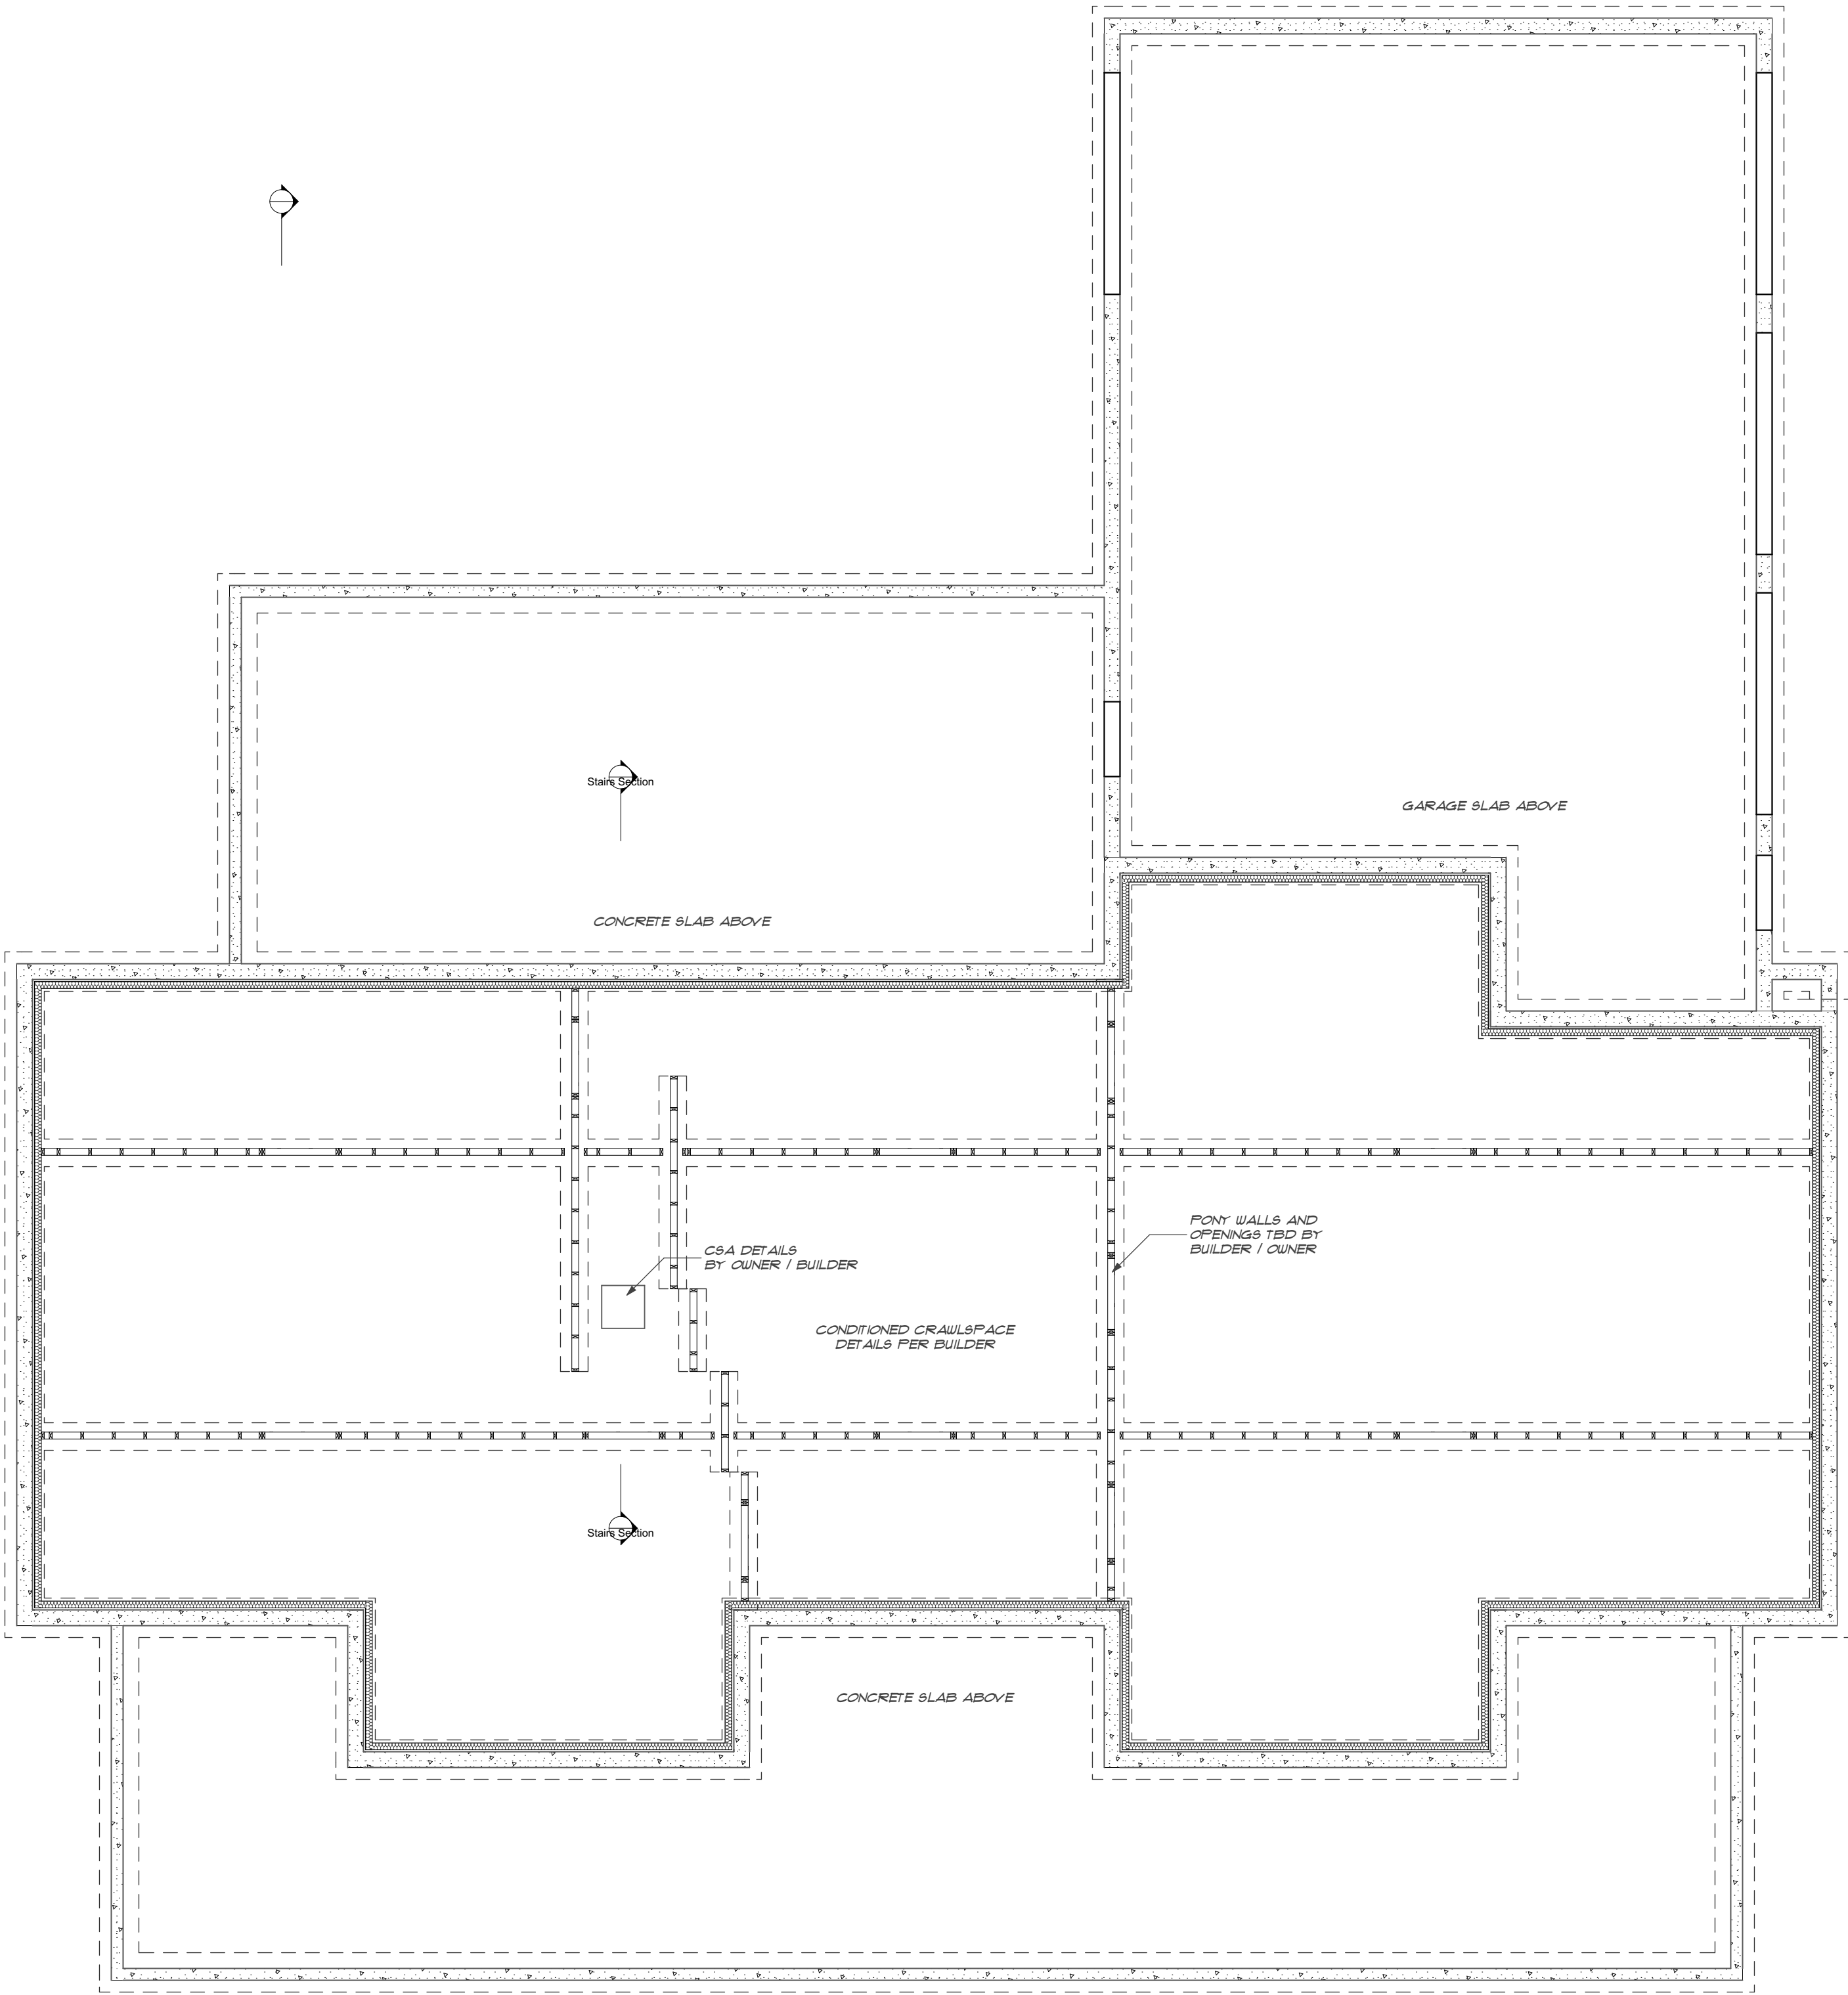 Stairs Section
GARAGE SLAB ABOVE
CONCRETE SLAB ABOVE
PONY WALLS AND
OPENINGS TBD BY
BUILDER / OWNER
CSA DETAILS
BY OWNER / BUILDER
CONDITIONED CRAWLSPACE
DETAILS PER BUILDER
Stairs Section
CONCRETE SLAB ABOVE